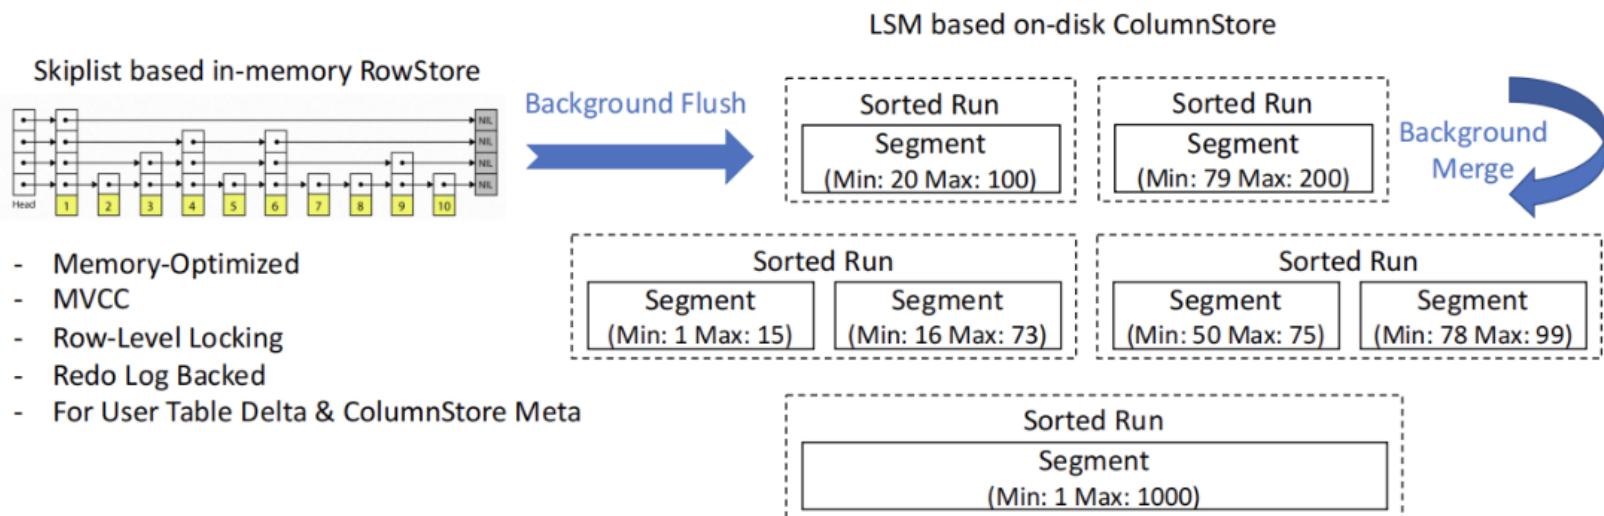 LSM based on-disk ColumnStore
Skiplist based in-memory RowStore
NIL
NIL
NIL
NIL
Head
1 2 3 4 5 6 7 8 9 10
- Memory-Optimized
- MVCC
- Row-Level Locking
- Redo Log Backed
- For User Table Delta & ColumnStore Meta
Background Flush
Sorted Run
Segment
(Min: 20 Max: 100)
Sorted Run
Segment
(Min: 79 Max: 200)
Background
Merge
Sorted Run
Segment
(Min: 1 Max: 15)
Segment
(Min: 16 Max: 73)
Sorted Run
Segment
(Min: 50 Max: 75)
Segment
(Min: 78 Max: 99)
Sorted Run
Segment
(Min: 1 Max: 1000)